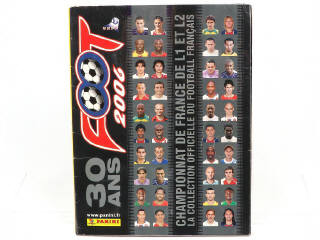 30 ANS
FOOT
2006
CHAMPIONNAT DE FRANCE DE L1 ET L2
LA COLLECTION OFFICIELLE DU FOOTBALL FRANÇAIS
www.panini.fr
PANINI